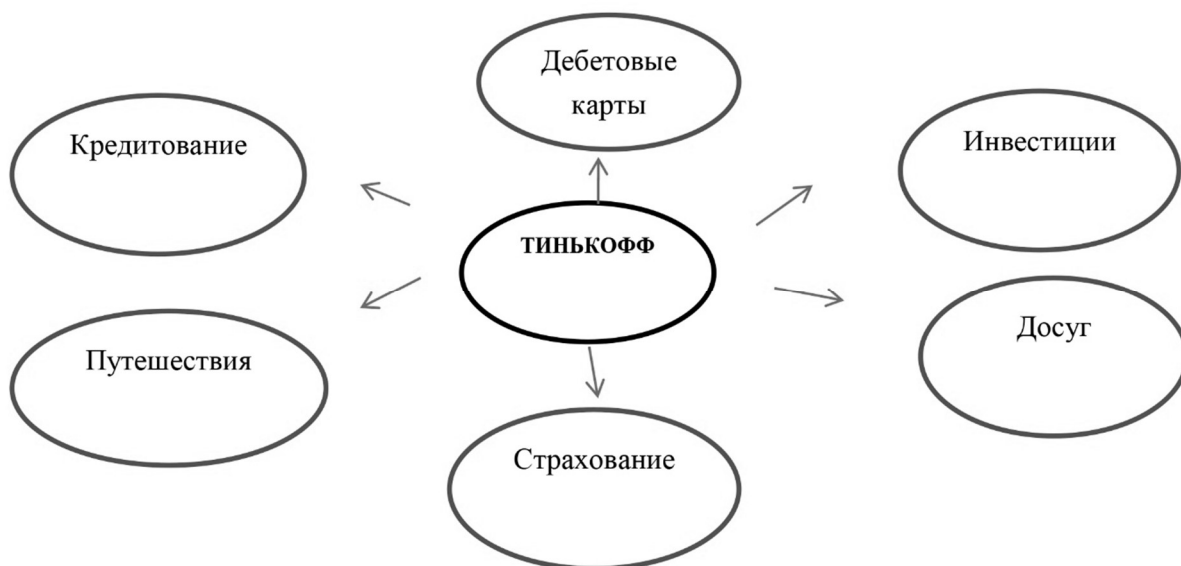 Дебетовые
карты
Кредитование
Инвестиции
ТИНЬКОФФ
Путешествия
Досуг
Страхование